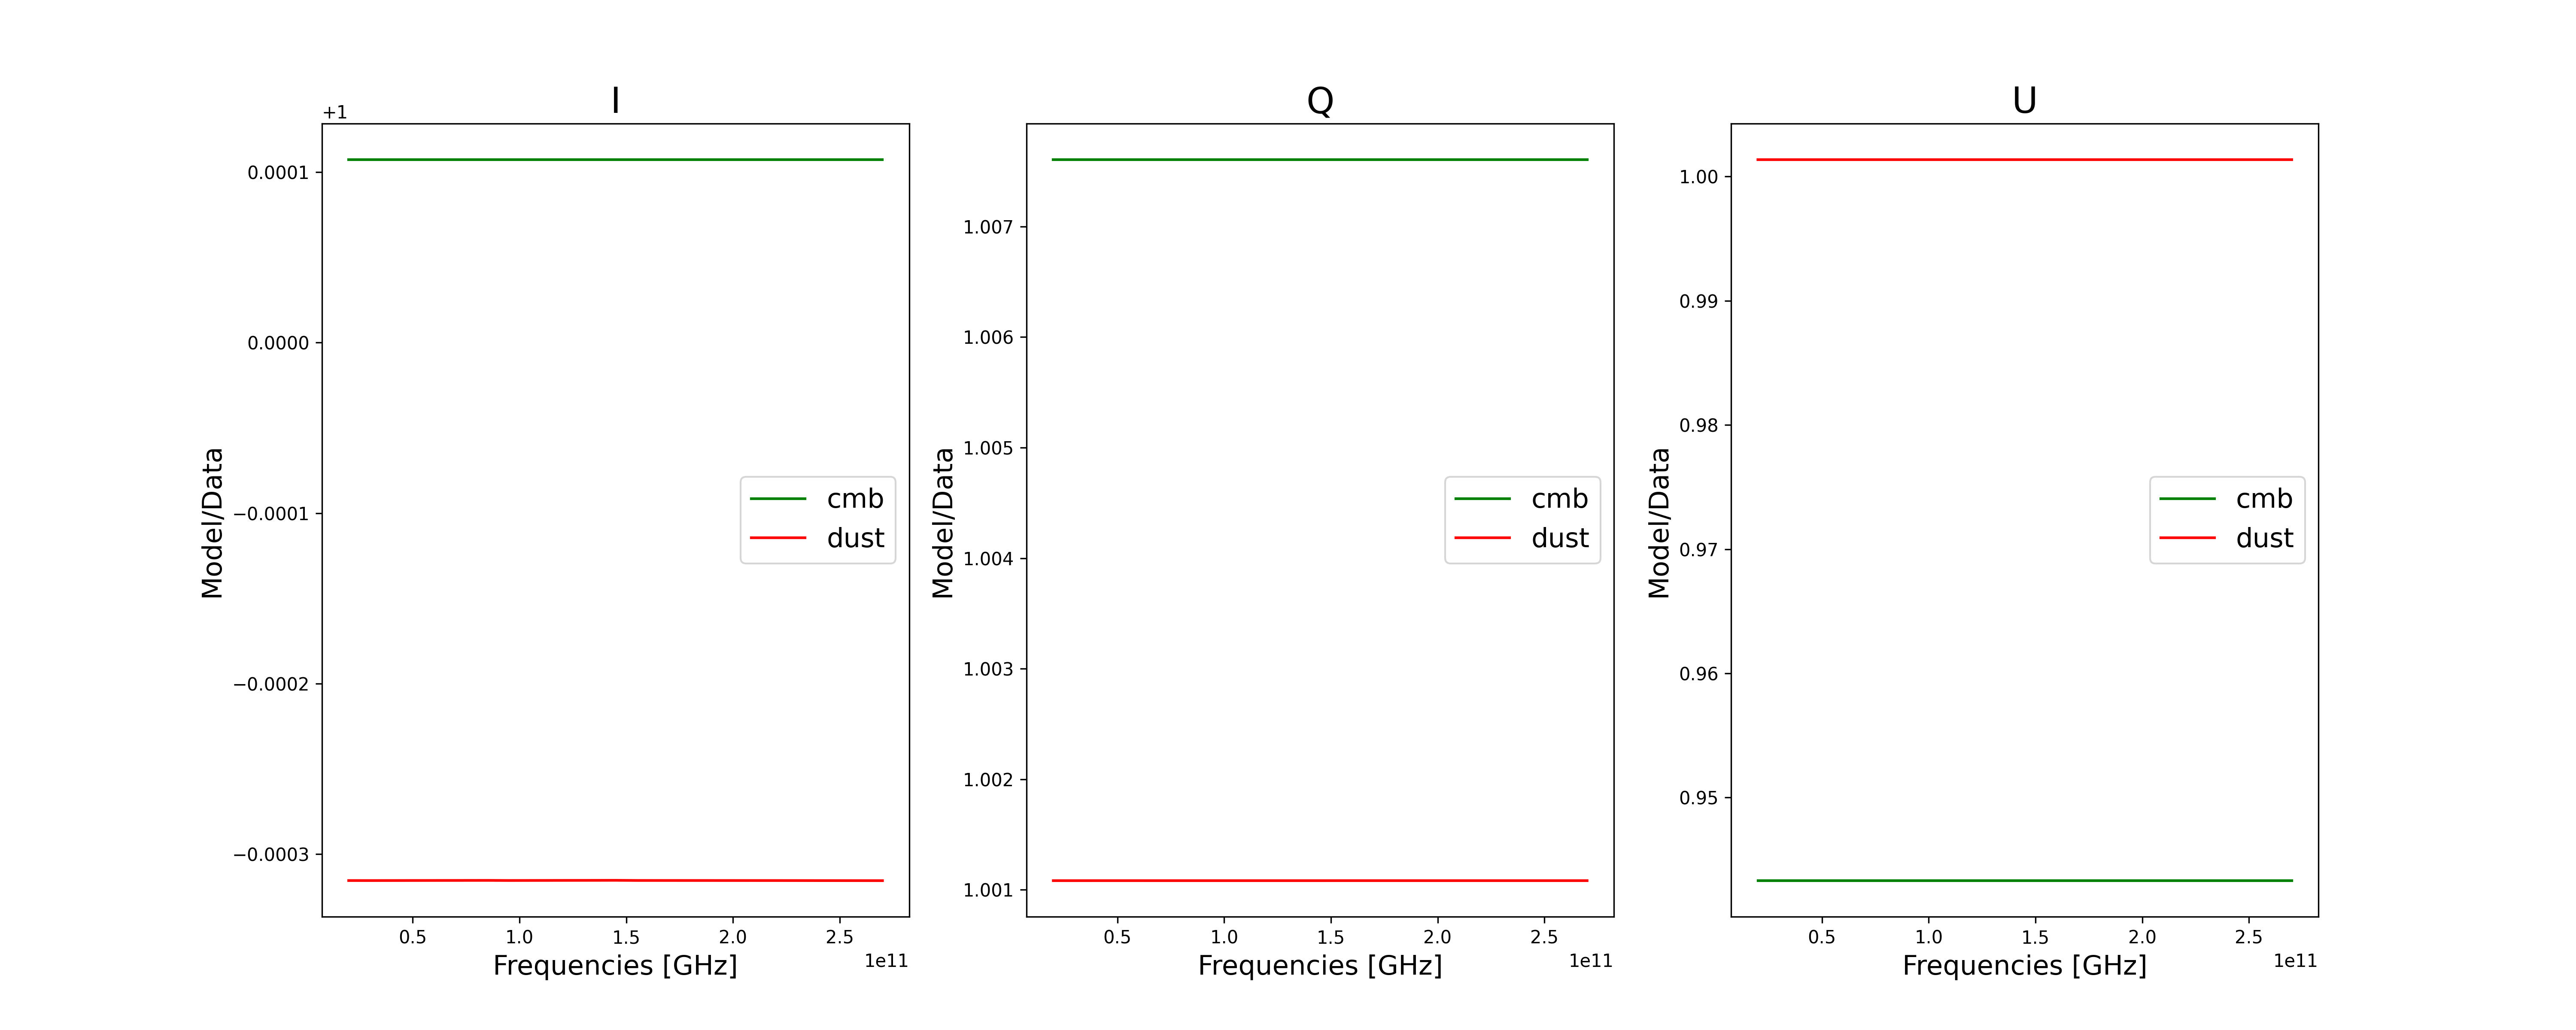 I
+1
0.0001
0.0000
−0.0001
−0.0002
−0.0003
Model/Data
cmb
dust
0.5 1.0 1.5 2.0 2.5
1e11
Frequencies [GHz]
Q
1.007
1.006
1.005
1.004
1.003
1.002
1.001
Model/Data
cmb
dust
0.5 1.0 1.5 2.0 2.5
1e11
Frequencies [GHz]
U
1.00
0.99
0.98
0.97
0.96
0.95
Model/Data
cmb
dust
0.5 1.0 1.5 2.0 2.5
1e11
Frequencies [GHz]